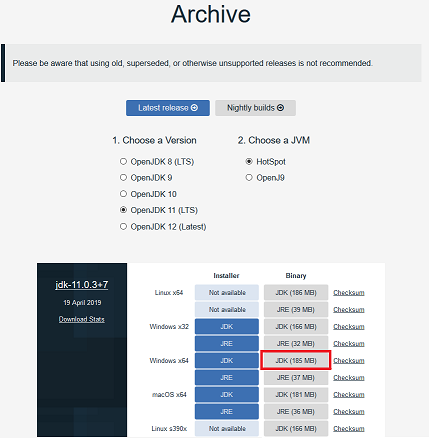 Archive
Please be aware that using old, superseded, or otherwise unsupported releases is not recommended.
Latest release
Nightly builds
1. Choose a Version
2. Choose a JVM
OpenJDK 8 (LTS)
HotSpot
OpenJDK 9
OpenJ9
OpenJDK 10
OpenJDK 11 (LTS)
OpenJDK 12 (Latest)
Installer Binary
jdk-11.0.3+7
19 April 2019
Download Stats
Linux x64 Not available JDK (186 MB) Checksum
Not available JRE (39 MB) Checksum
Windows x32 JDK JDK (166 MB) Checksum
JRE JRE (32 MB) Checksum
Windows x64 JDK JDK (185 MB) Checksum
JRE JRE (37 MB) Checksum
macOS x64 JDK JDK (181 MB) Checksum
JRE JRE (36 MB) Checksum
Linux s390x Not available JDK (166 MB) Checksum